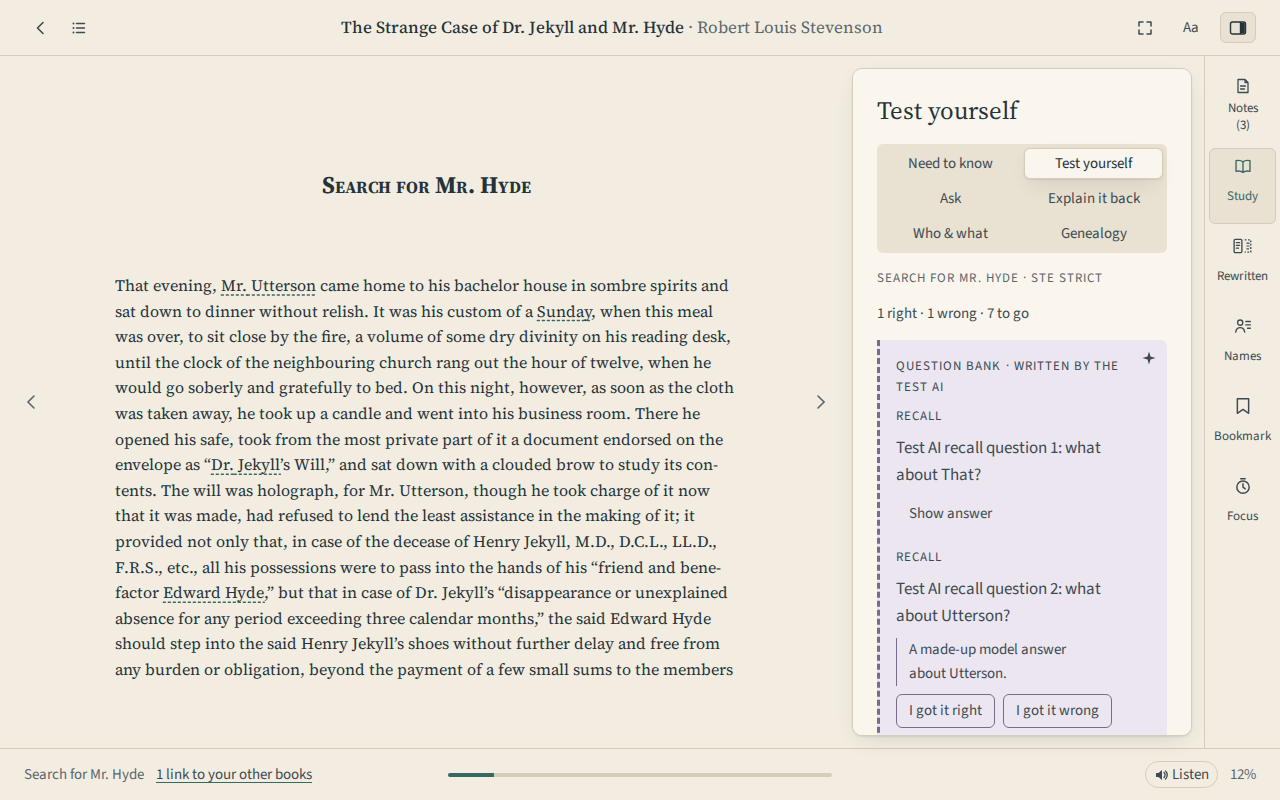 The Strange Case of Dr. Jekyll and Mr. Hyde · Robert Louis Stevenson
Aa
Search for Mr. Hyde
That evening, Mr. Utterson came home to his bachelor house in sombre spirits and
sat down to dinner without relish. It was his custom of a Sunday, when this meal
was over, to sit close by the fire, a volume of some dry divinity on his reading desk,
until the clock of the neighbouring church rang out the hour of twelve, when he
would go soberly and gratefully to bed. On this night, however, as soon as the cloth
was taken away, he took up a candle and went into his business room. There he
opened his safe, took from the most private part of it a document endorsed on the
envelope as “Dr. Jekyll’s Will,” and sat down with a clouded brow to study its con-
tents. The will was holograph, for Mr. Utterson, though he took charge of it now
that it was made, had refused to lend the least assistance in the making of it; it
provided not only that, in case of the decease of Henry Jekyll, M.D., D.C.L., LL.D.,
F.R.S., etc., all his possessions were to pass into the hands of his “friend and bene-
factor Edward Hyde,” but that in case of Dr. Jekyll’s “disappearance or unexplained
absence for any period exceeding three calendar months,” the said Edward Hyde
should step into the said Henry Jekyll’s shoes without further delay and free from
any burden or obligation, beyond the payment of a few small sums to the members
Test yourself
Need to know
Test yourself
Ask
Explain it back
Who & what
Genealogy
SEARCH FOR MR. HYDE · STE STRICT
1 right · 1 wrong · 7 to go
QUESTION BANK · WRITTEN BY THE
TEST AI
RECALL
Test AI recall question 1: what
about That?
Show answer
RECALL
Test AI recall question 2: what
about Utterson?
A made-up model answer
about Utterson.
I got it right
I got it wrong
Notes
(3)
Study
Rewritten
Names
Bookmark
Focus
Search for Mr. Hyde
1 link to your other books
Listen
12%